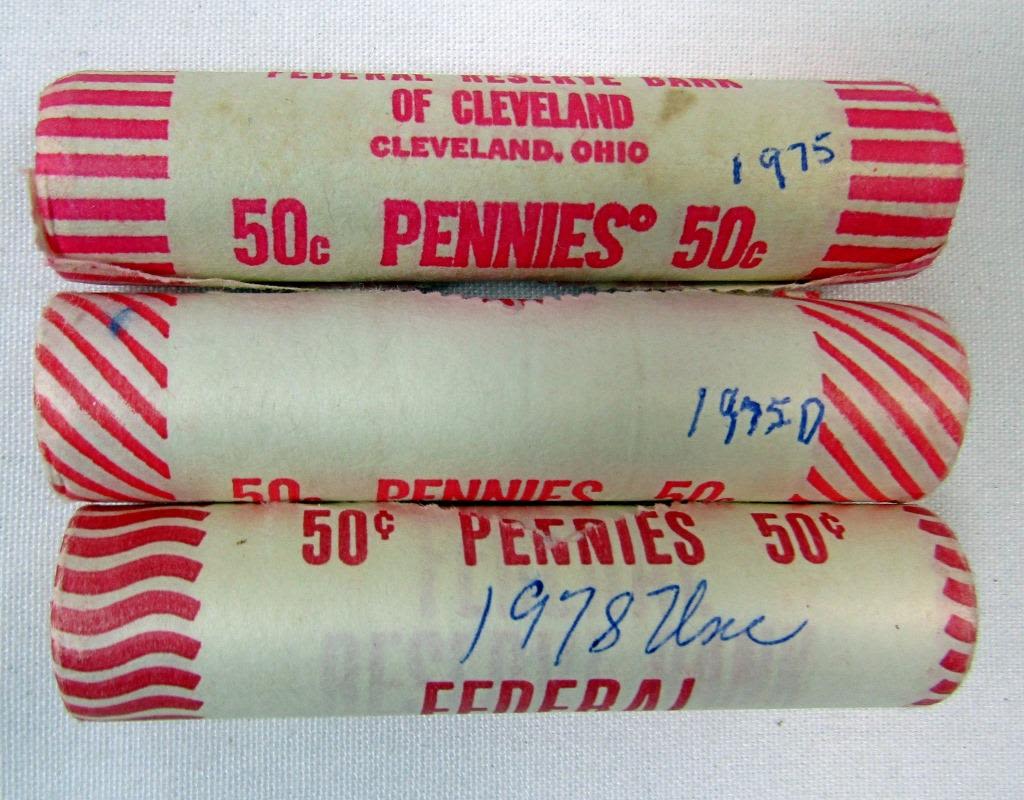 FEDERAL RESERVE BANK
OF CLEVELAND
CLEVELAND, OHIO
1975
50c PENNIES 50c
1975D
50c PENNIES 50c
50¢ PENNIES 50¢
1978 Unc
FEDERAL